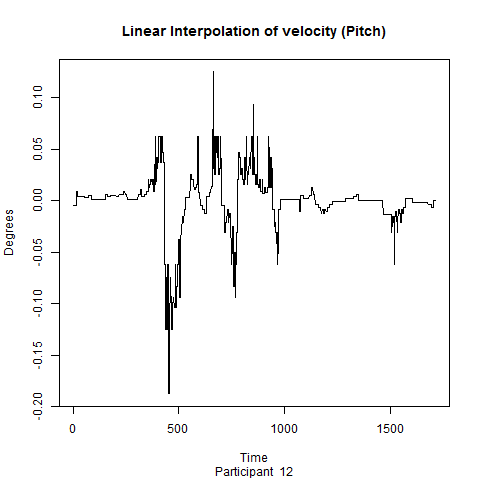 Linear Interpolation of velocity (Pitch)
0.10
0.05
0.00
-0.05
-0.10
-0.15
-0.20
Degrees
0 500 1000 1500
Time
Participant 12